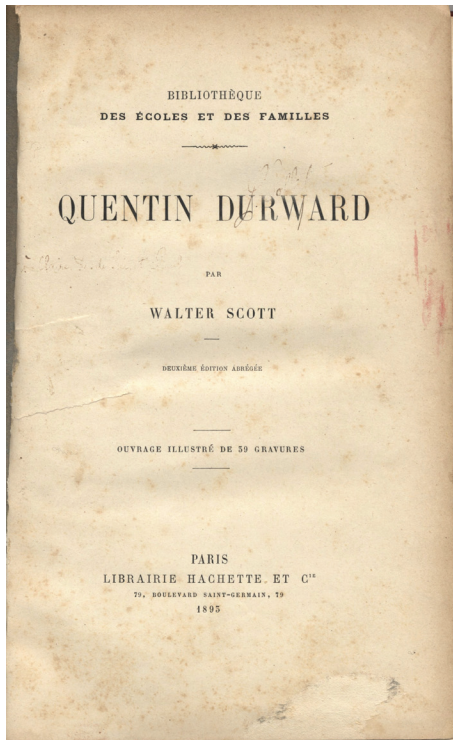 BIBLIOTHÈQUE
DES ÉCOLES ET DES FAMILLES
QUENTIN DURWARD
PAR
WALTER SCOTT
DEUXIÈME ÉDITION ABRÉGÉE
OUVRAGE ILLUSTRÉ DE 39 GRAVURES
PARIS
LIBRAIRIE HACHETTE ET Cie
79, BOULEVARD SAINT-GERMAIN, 79
1893